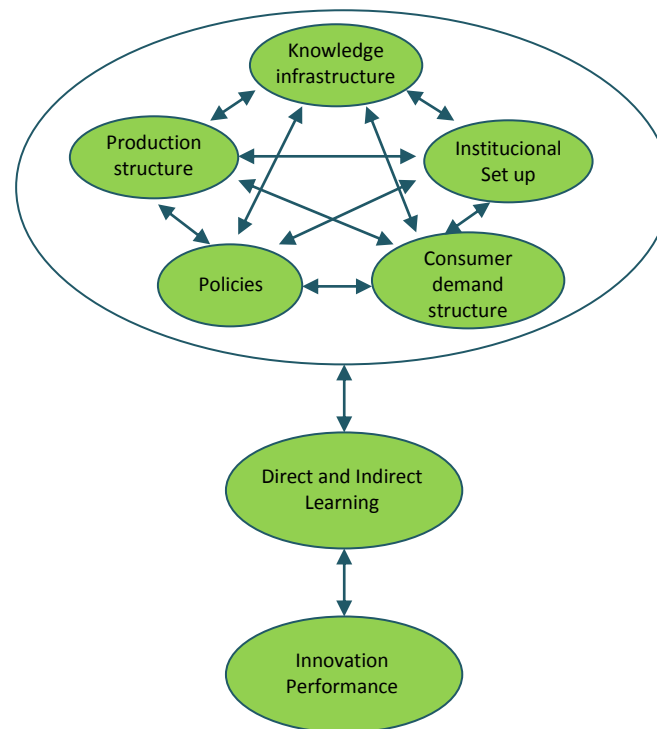 Knowledge
infrastructure
Production
structure
Institucional
Set up
Policies
Consumer
demand
structure
Direct and Indirect
Learning
Innovation
Performance